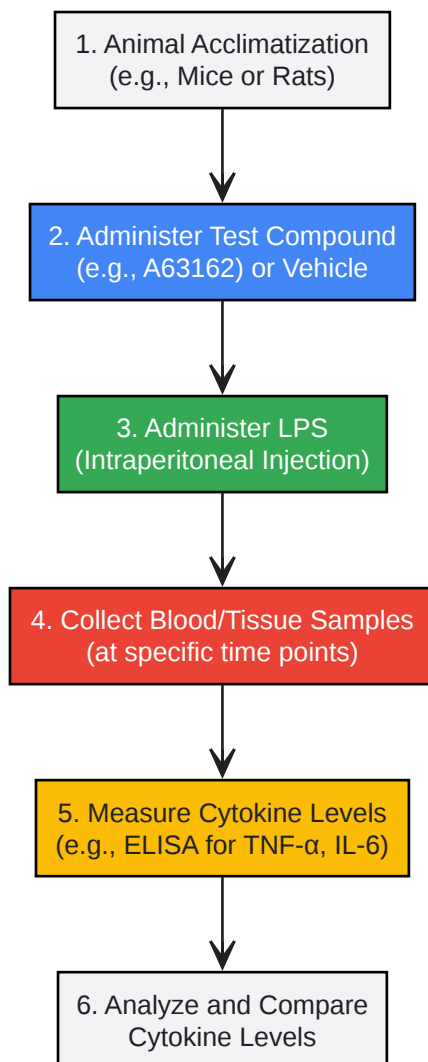 1. Animal Acclimatization
(e.g., Mice or Rats)
2. Administer Test Compound
(e.g., A63162) or Vehicle
3. Administer LPS
(Intraperitoneal Injection)
4. Collect Blood/Tissue Samples
(at specific time points)
5. Measure Cytokine Levels
(e.g., ELISA for TNF-α, IL-6)
6. Analyze and Compare
Cytokine Levels